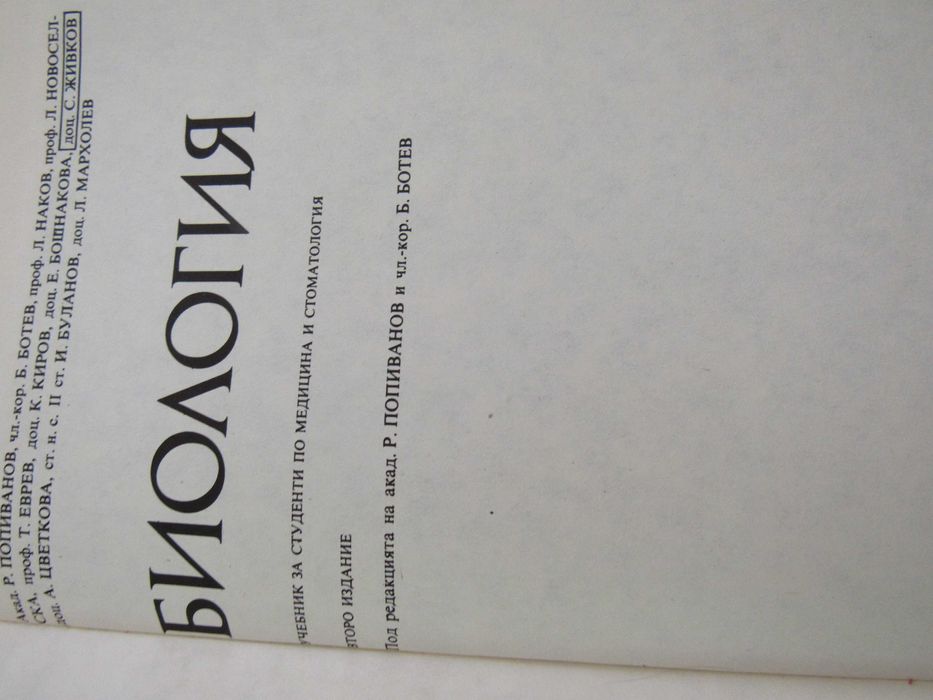 Акад. Р. ПОПИВАНОВ, чл.-кор. Б. БОТЕВ, проф. Л. НАКОВ, проф. Л. НОВОСЕЛ-
СКА, проф. Т. ЕВРЕВ, доц. К. КИРОВ, доц. Е. БОШНАКОВА, доц. С. ЖИВКОВ
доц. А. ЦВЕТКОВА, ст. н. с. II ст. И. БУЛАНОВ, доц. Л. МАРХОЛЕВ
БИОЛОГИЯ
УЧЕБНИК ЗА СТУДЕНТИ ПО МЕДИЦИНА И СТОМАТОЛОГИЯ
ВТОРО ИЗДАНИЕ
Под редакцията на акад. Р. ПОПИВАНОВ и чл.-кор. Б. БОТЕВ